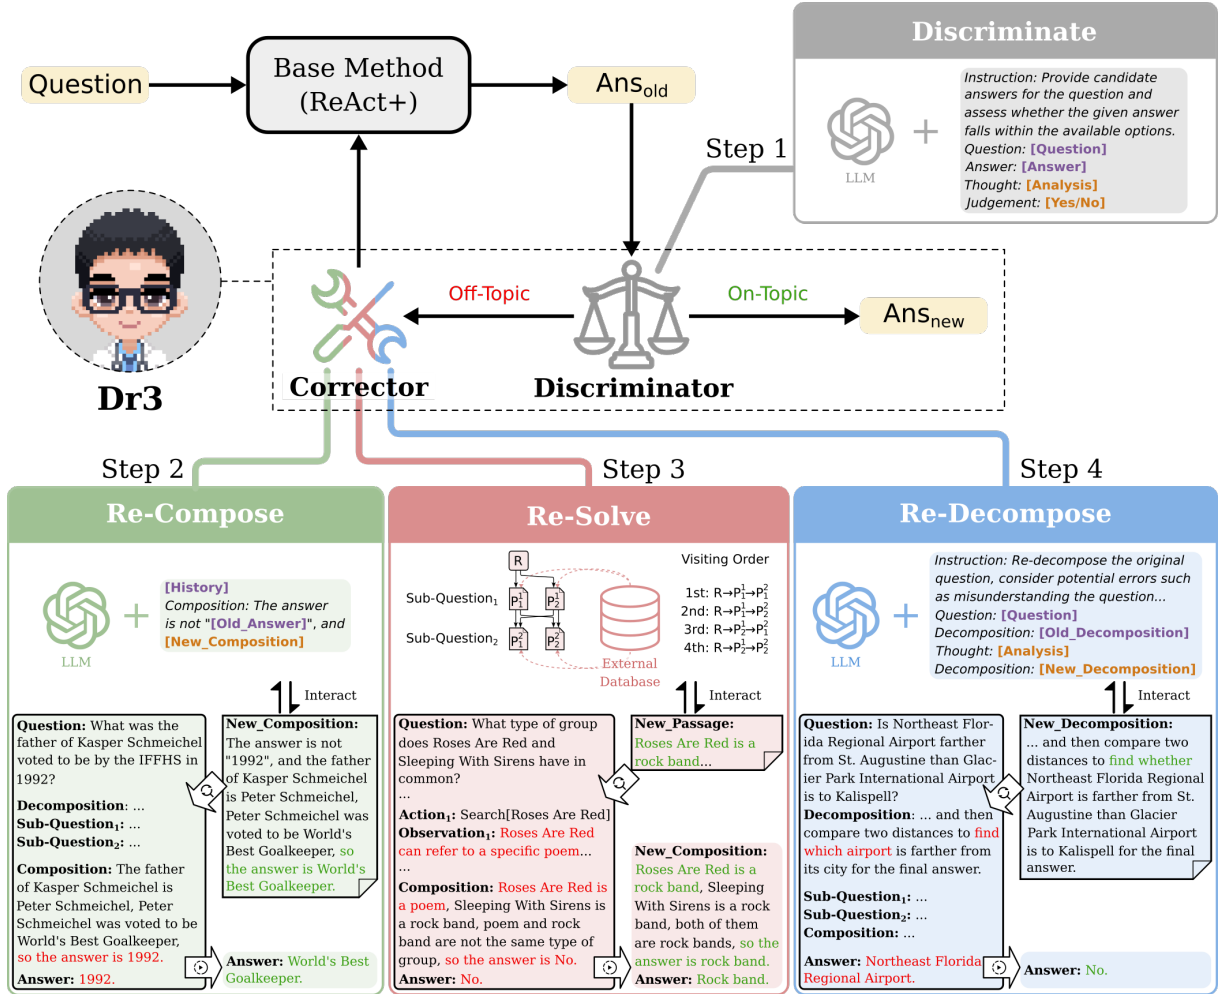 Question
Base Method
(ReAct+)
Ans_old
Step 1
Discriminate
LLM
+
Instruction: Provide candidate
answers for the question and
assess whether the given answer
falls within the available options.
Question: [Question]
Answer: [Answer]
Thought: [Analysis]
Judgement: [Yes/No]
Dr3
Corrector
Off-Topic
Discriminator
On-Topic
Ans_new
Step 2
Step 3
Step 4
Re-Compose
LLM
+
[History]
Composition: The answer
is not "[Old_Answer]", and
[New_Composition]
Interact
Question: What was the
father of Kasper Schmeichel
voted to be by the IFFHS in
1992?
Decomposition: ...
Sub-Question₁: ...
Sub-Question₂: ...
Composition: The father
of Kasper Schmeichel is
Peter Schmeichel, Peter
Schmeichel was voted to be
World's Best Goalkeeper,
so the answer is 1992.
Answer: 1992.
New_Composition:
The answer is not
"1992", and the father
of Kasper Schmeichel
is Peter Schmeichel,
Peter Schmeichel was
voted to be World's
Best Goalkeeper, so
the answer is World's
Best Goalkeeper.
Answer: World's Best
Goalkeeper.
Re-Solve
R
Sub-Question₁
P₁¹
P₂¹
Sub-Question₂
P₁²
P₂²
External
Database
Visiting Order
1st: R→P₁¹→P₁²
2nd: R→P₁¹→P₂²
3rd: R→P₂¹→P₁²
4th: R→P₂¹→P₂²
Interact
Question: What type of group
does Roses Are Red and
Sleeping With Sirens have in
common?
...
Action₁: Search[Roses Are Red]
Observation₁: Roses Are Red
can refer to a specific poem...
...
Composition: Roses Are Red is
a poem, Sleeping With Sirens is
a rock band, poem and rock
band are not the same type of
group, so the answer is No.
Answer: No.
New_Passage:
Roses Are Red is a
rock band...
New_Composition:
Roses Are Red is a
rock band, Sleeping
With Sirens is a rock
band, both of them
are rock bands, so the
answer is rock band.
Answer: Rock band.
Re-Decompose
LLM
+
Instruction: Re-decompose the original
question, consider potential errors such
as misunderstanding the question...
Question: [Question]
Decomposition: [Old_Decomposition]
Thought: [Analysis]
Decomposition: [New_Decomposition]
Interact
Question: Is Northeast Flor-
ida Regional Airport farther
from St. Augustine than Glac-
ier Park International Airport
is to Kalispell?
Decomposition: ... and then
compare two distances to find
which airport is farther from
its city for the final answer.
Sub-Question₁: ...
Sub-Question₂: ...
Composition: ...
Answer: Northeast Florida
Regional Airport.
New_Decomposition:
... and then compare two
distances to find whether
Northeast Florida Regional
Airport is farther from St.
Augustine than Glacier
Park International Airport
is to Kalispell for the final
answer.
Answer: No.